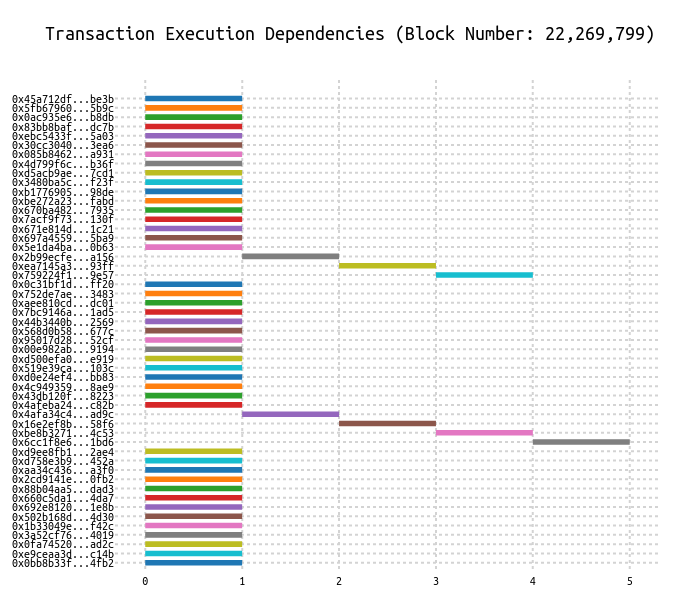 Transaction Execution Dependencies (Block Number: 22,269,799)
0x45a712df...be3b
0x5fb67960...5b9c
0x0ac935e6...b8db
0x83bb8baf...dc7b
0xebc5433f...5a03
0x30cc3040...3ea6
0x085b8462...a931
0x4d799f6c...b36f
0xd5acb9ae...7cd1
0x3480ba5c...f23f
0xb1776905...98de
0xbe272a23...fabd
0x670ba482...7935
0x7acf9f73...130f
0x671e814d...1c21
0x697a4559...5ba9
0x5e1da4ba...0b63
0x2b99ecfe...a156
0xea7145a3...93ff
0x759224f1...9e57
0x0c31bf1d...ff20
0x752de7ae...3483
0xaee810cd...dc01
0x7bc9146a...1ad5
0x44b3440b...2569
0x568d0b58...677c
0x95017d28...52cf
0x00e982ab...9194
0xd500efa0...e919
0x519e39ca...103c
0xd0e24ef4...bb83
0x4c949359...8ae9
0x43db120f...8223
0x4afeba24...c82b
0x4afa34c4...ad9c
0x16e2ef8b...58f6
0xbe8b3271...4c53
0x6cc1f8e6...1bd6
0xd9ee8fb1...2ae4
0xd758e3b9...452a
0xaa34c436...a3f0
0x2cd9141e...0fb2
0x88b04aa5...dad3
0x660c5da1...4da7
0x692e8120...1e8b
0x502b168d...4d30
0x1b33049e...f42c
0x3a52cf76...4019
0x0fa74520...ad2c
0xe9ceaa3d...c14b
0x0bb8b33f...4fb2
0 1 2 3 4 5